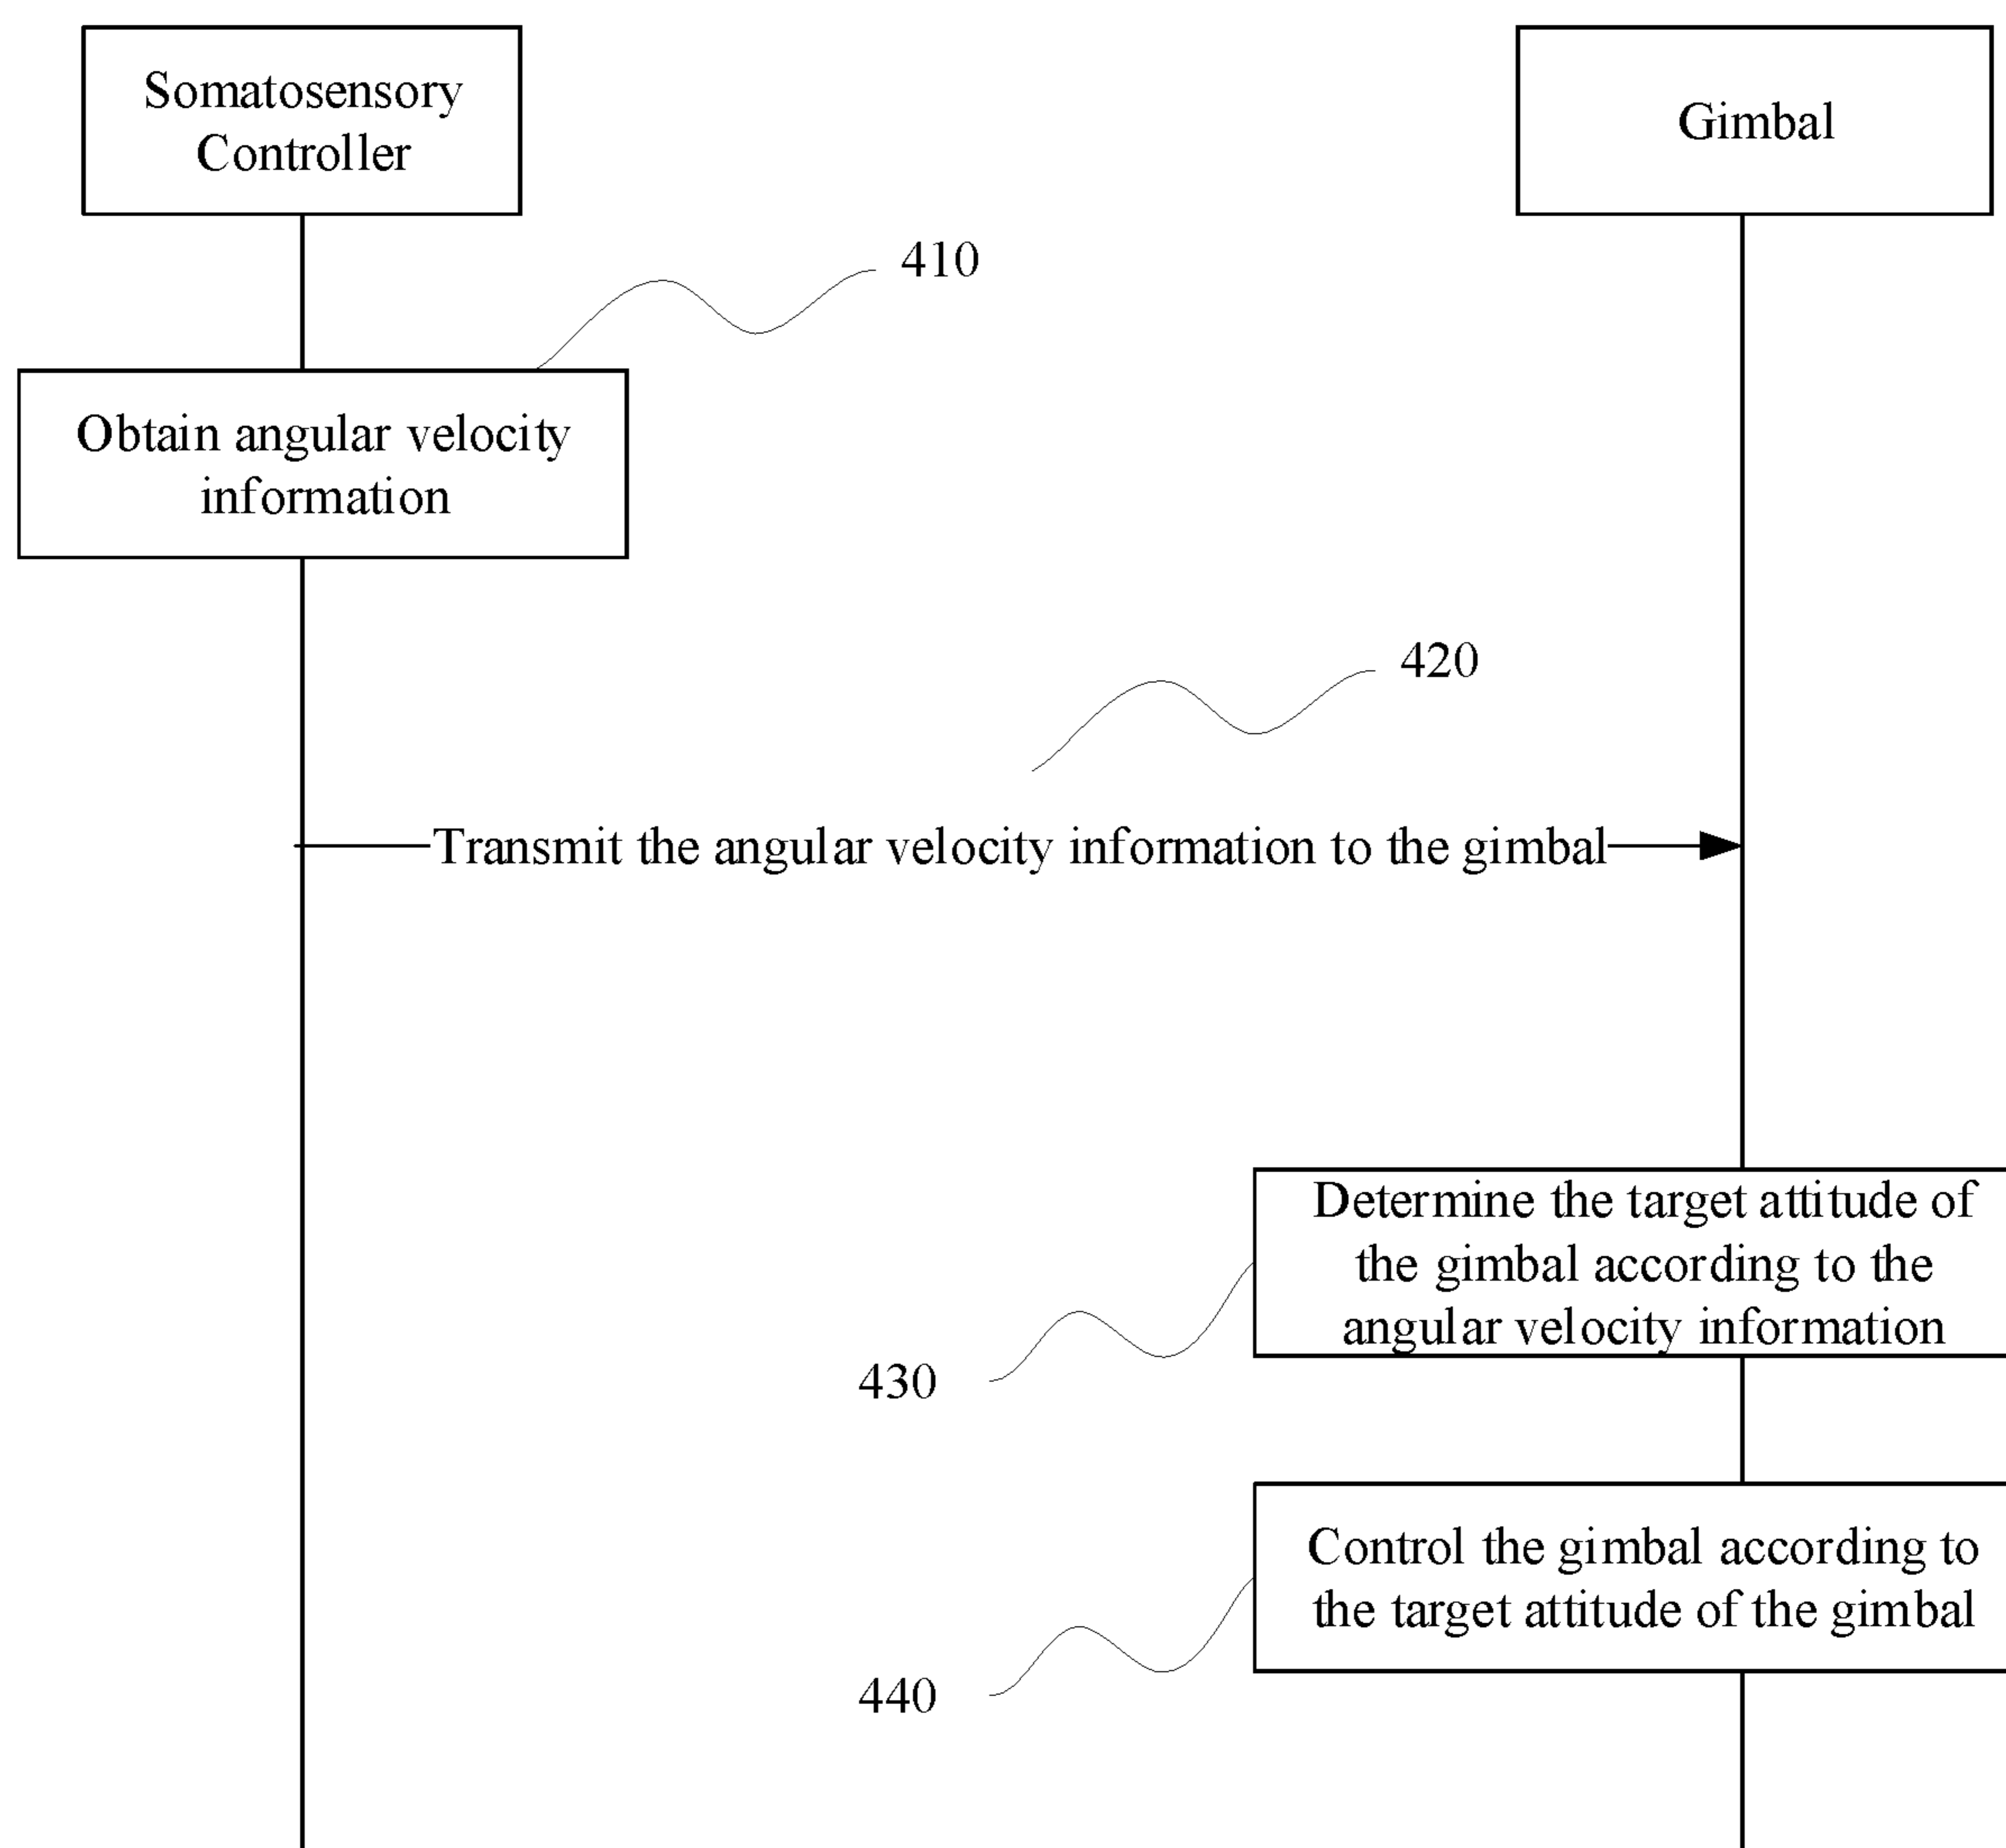 Somatosensory
Controller
Gimbal
410
Obtain angular velocity
information
420
Transmit the angular velocity information to the gimbal
Determine the target attitude of
the gimbal according to the
angular velocity information
430
Control the gimbal according to
the target attitude of the gimbal
440